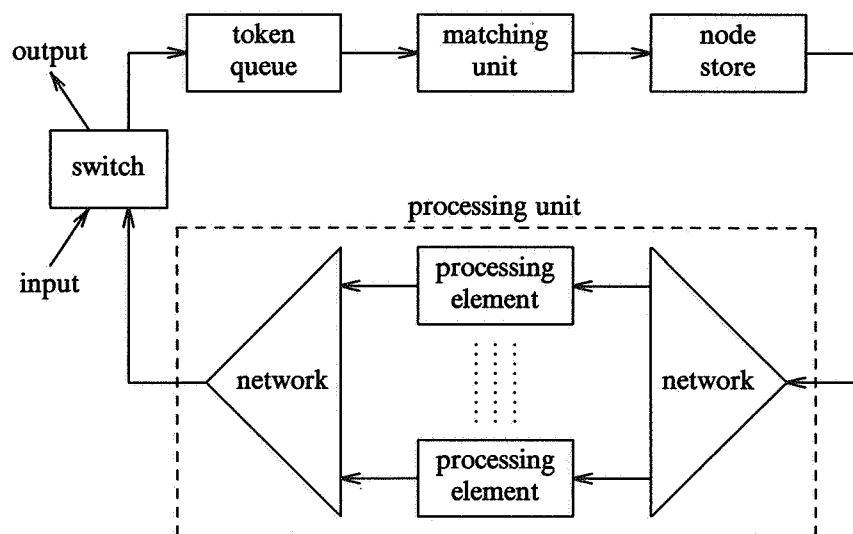 output
token
queue
matching
unit
node
store
switch
input
processing unit
processing
element
network
network
processing
element